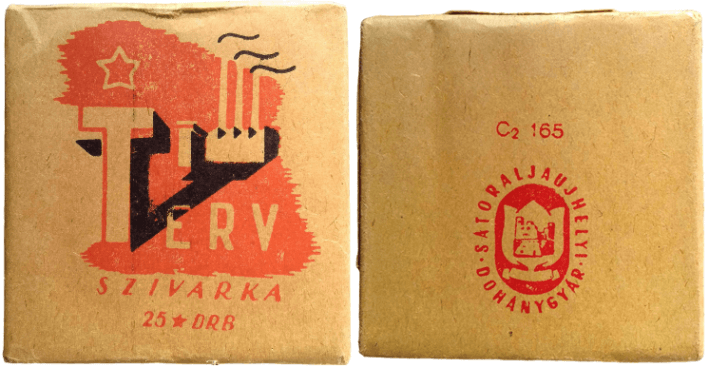 TERV
SZIVARKA
25 ★ DRB
C2 165
SÁTORALJAUJHELYI
DOHÁNYGYÁR